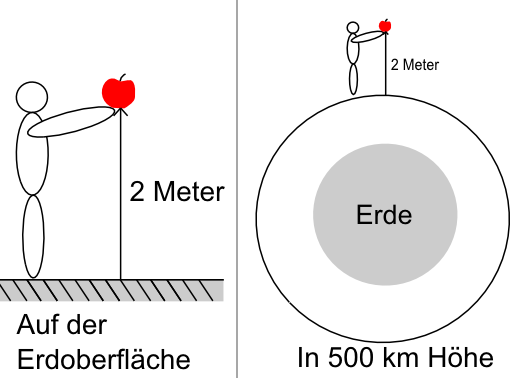 2 Meter
Auf der
Erdoberfläche
2 Meter
Erde
In 500 km Höhe